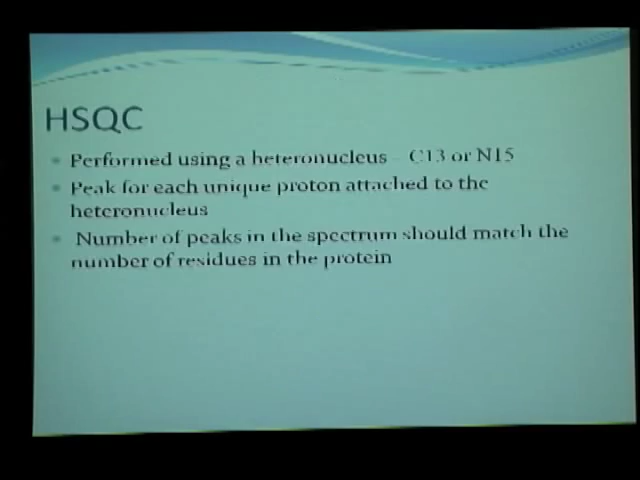 HSQC
Performed using a heteronucleus – C13 or N15
Peak for each unique proton attached to the
heteronucleus
Number of peaks in the spectrum should match the
number of residues in the protein